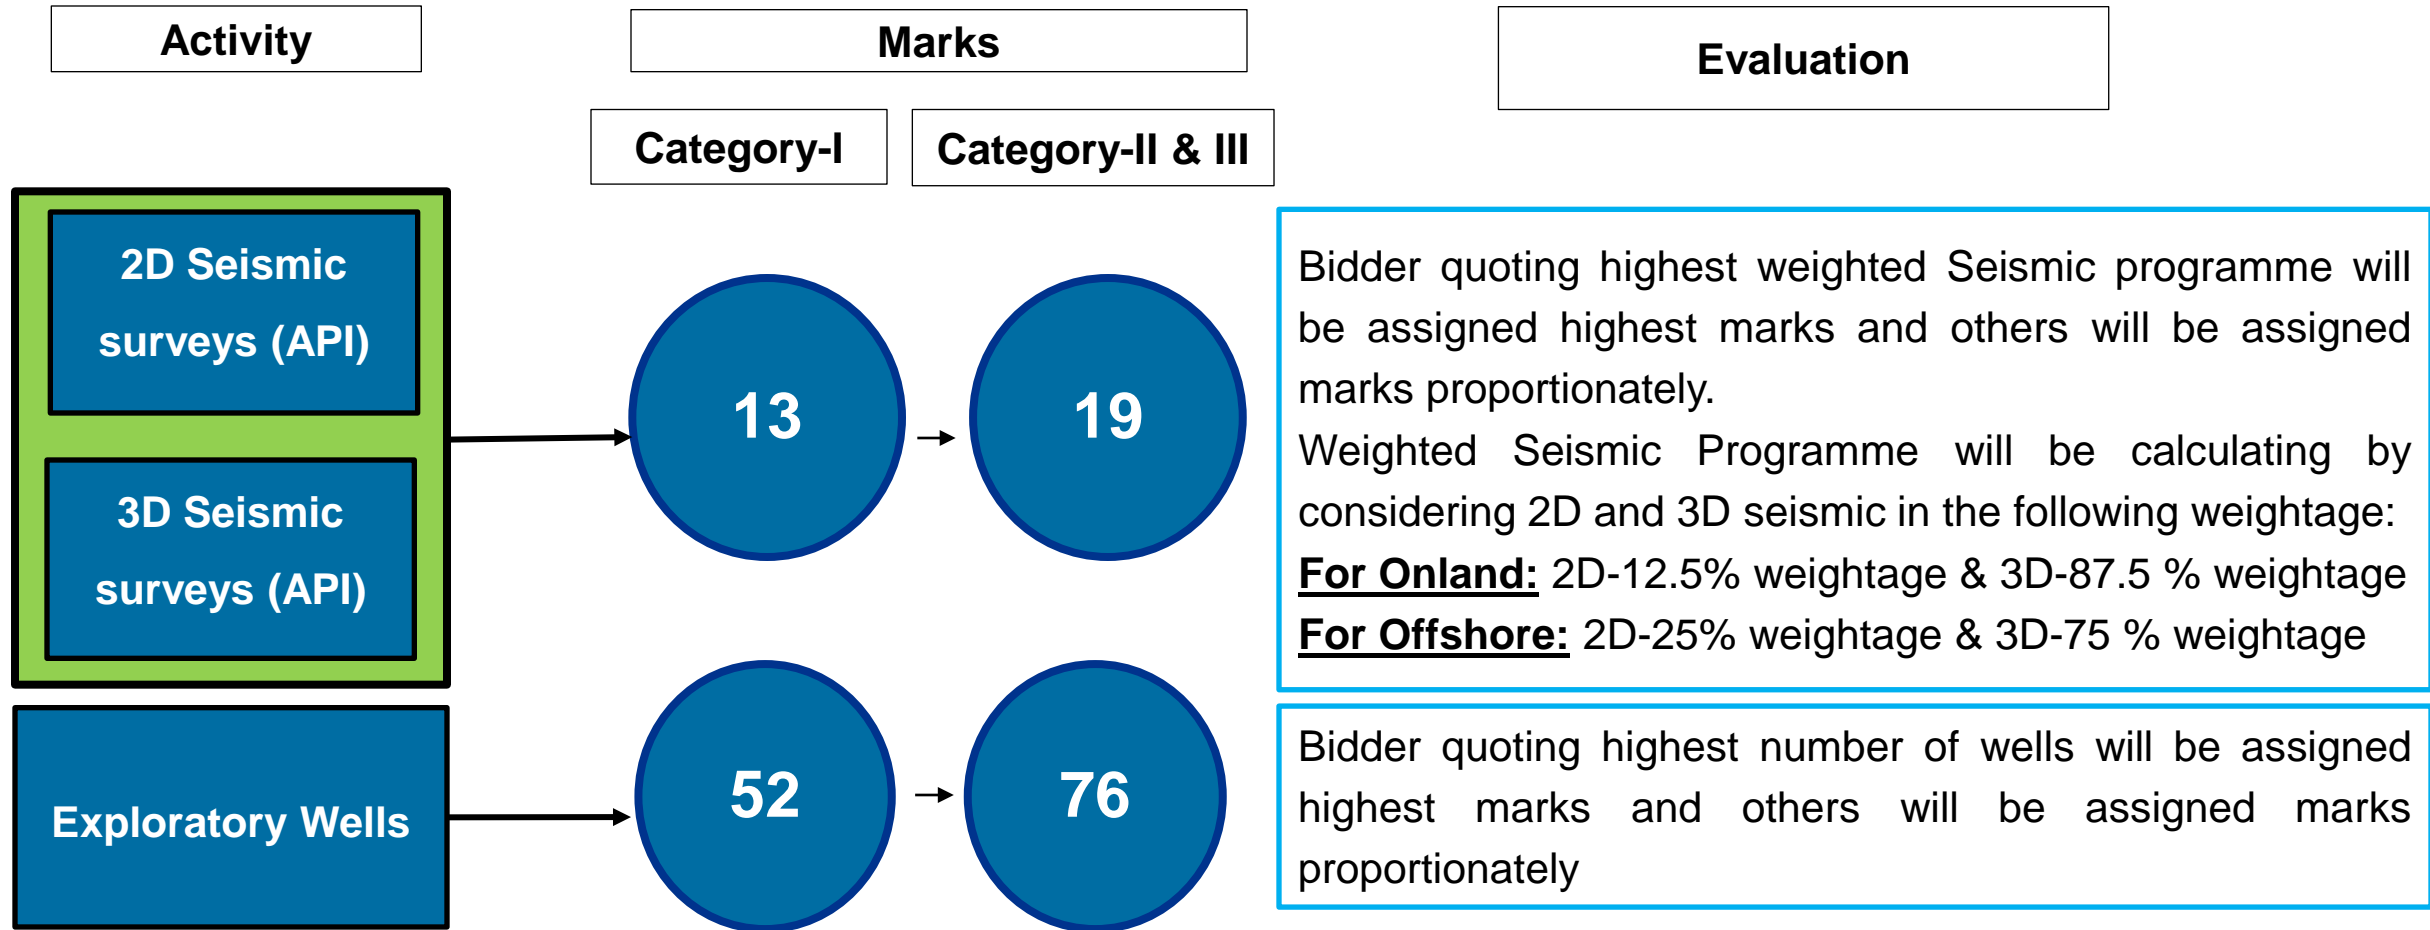 Activity
Marks
Evaluation
Category-I
Category-II & III
2D Seismic
surveys (API)
3D Seismic
surveys (API)
13
19
Bidder quoting highest weighted Seismic programme will
be assigned highest marks and others will be assigned
marks proportionately.
Weighted Seismic Programme will be calculating by
considering 2D and 3D seismic in the following weightage:
For Onland: 2D-12.5% weightage & 3D-87.5 % weightage
For Offshore: 2D-25% weightage & 3D-75 % weightage
Exploratory Wells
52
76
Bidder quoting highest number of wells will be assigned
highest marks and others will be assigned marks
proportionately